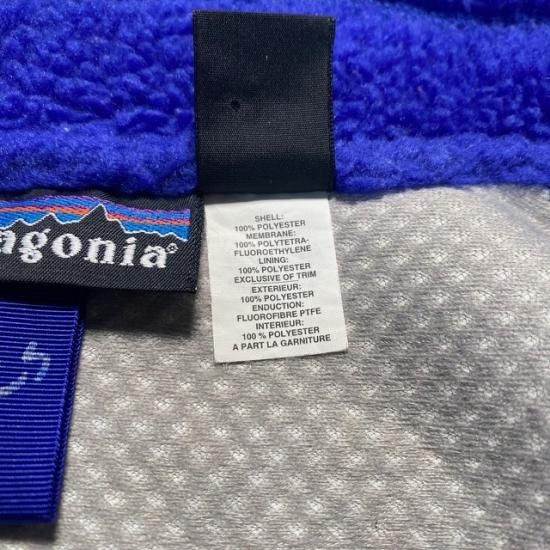 agonia®
SHELL:
100% POLYESTER
MEMBRANE:
100% POLYTETRA-
FLUOROETHYLENE
LINING:
100% POLYESTER
EXCLUSIVE OF TRIM
EXTERIEUR:
100% POLYESTER
ENDUCTION:
FLUOROFIBRE PTFE
INTERIEUR:
100 % POLYESTER
A PART LA GARNITURE